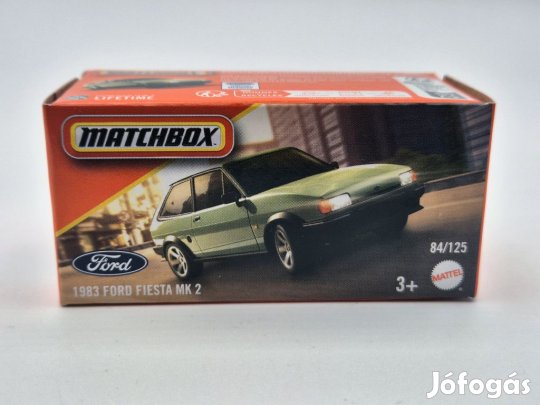 LIFETIME
MATCHBOX
Ford
1983 FORD FIESTA MK 2
84/125
3+
MATTEL
Jófogás